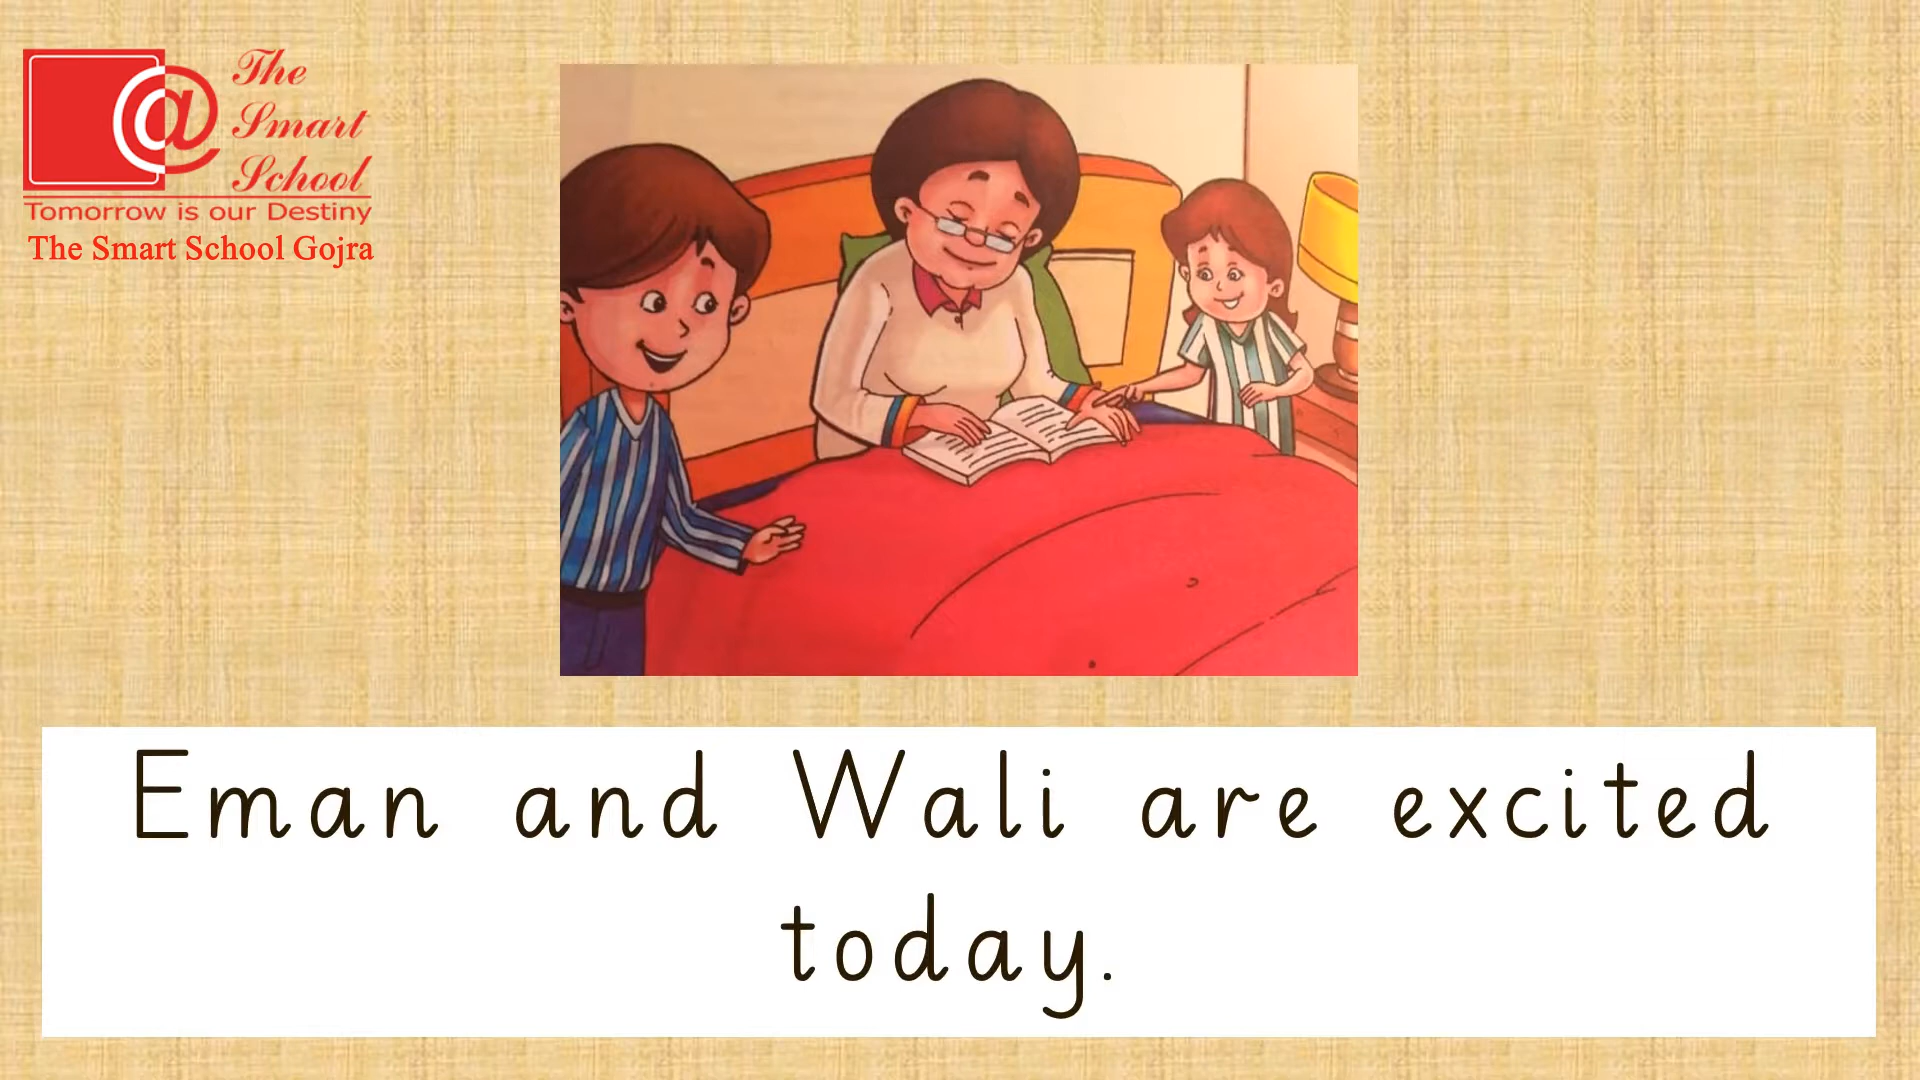 The
Smart
School
Tomorrow is our Destiny
The Smart School Gojra
Eman and Wali are excited
today.